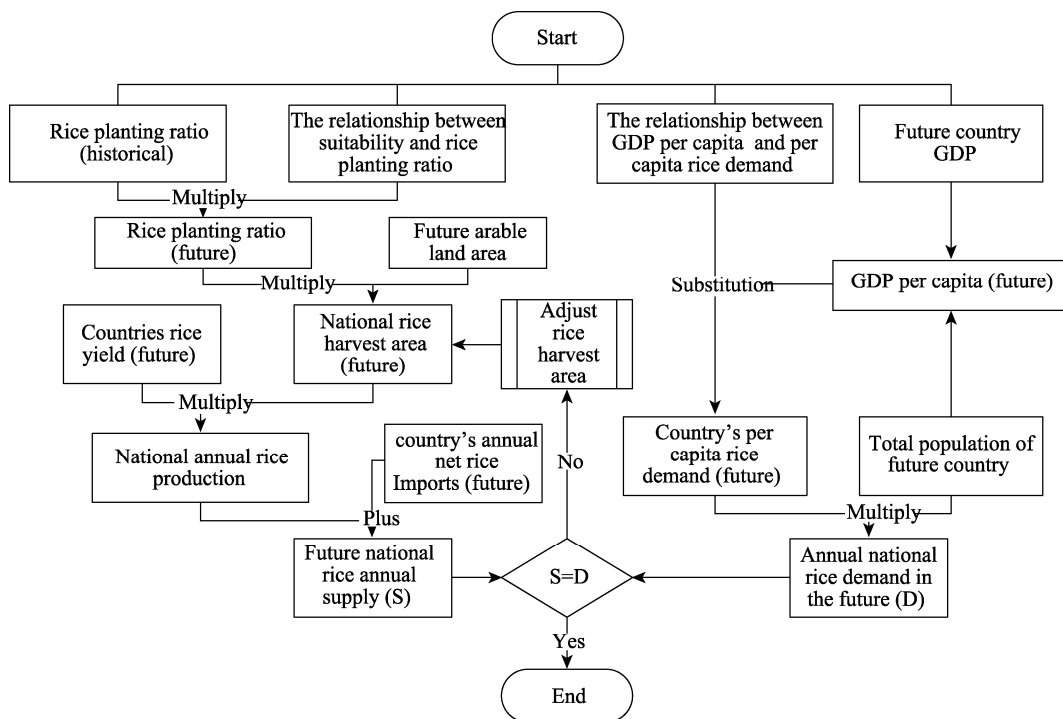 Start
Rice planting ratio
(historical)
The relationship between
suitability and rice
planting ratio
The relationship between
GDP per capita and per
capita rice demand
Future country
GDP
Multiply
Rice planting ratio
(future)
Future arable
land area
Multiply
Substitution
GDP per capita (future)
Countries rice
yield (future)
National rice
harvest area
(future)
Adjust
rice
harvest
area
Multiply
National annual rice
production
country's annual
net rice
Imports (future)
No
Country's per
capita rice
demand (future)
Total population of
future country
Plus
Multiply
Future national
rice annual
supply (S)
S=D
Annual national
rice demand in
the future (D)
Yes
End